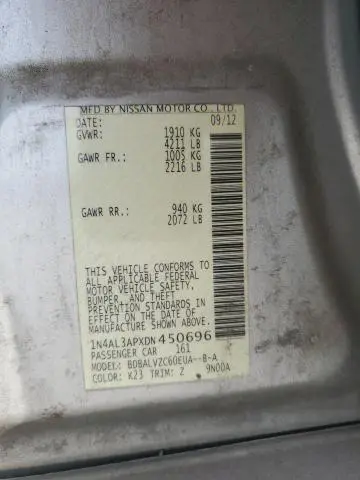 MFD BY NISSAN MOTOR CO., LTD.
DATE: 09/12
GVWR: 1910 KG
4211 LB
GAWR FR.: 1005 KG
2216 LB
GAWR RR.: 940 KG
2072 LB
THIS VEHICLE CONFORMS TO
ALL APPLICABLE FEDERAL
MOTOR VEHICLE SAFETY,
BUMPER, AND THEFT
PREVENTION STANDARDS
IN EFFECT ON THE DATE OF
MANUFACTURE SHOWN ABOVE.
1N4AL3APXDN450696
PASSENGER CAR 161
MODEL: BDBALVZC60EUA--B-A
COLOR: K23 TRIM: Z 9N00A